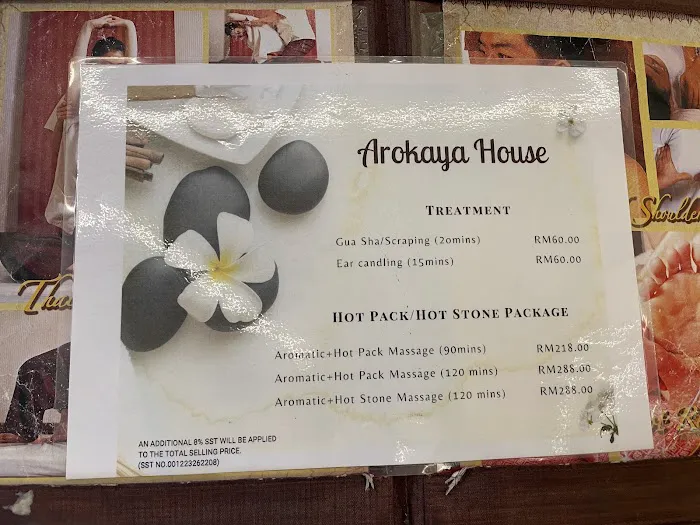 Arokaya House
TREATMENT
Gua Sha/Scraping (20mins) RM60.00
Ear candling (15mins) RM60.00
HOT PACK/HOT STONE PACKAGE
Aromatic+Hot Pack Massage (90mins) RM218.00
Aromatic+Hot Pack Massage (120 mins) RM288.00
Aromatic+Hot Stone Massage (120 mins) RM288.00
AN ADDITIONAL 8% SST WILL BE APPLIED
TO THE TOTAL SELLING PRICE.
(SST NO.001223262208)